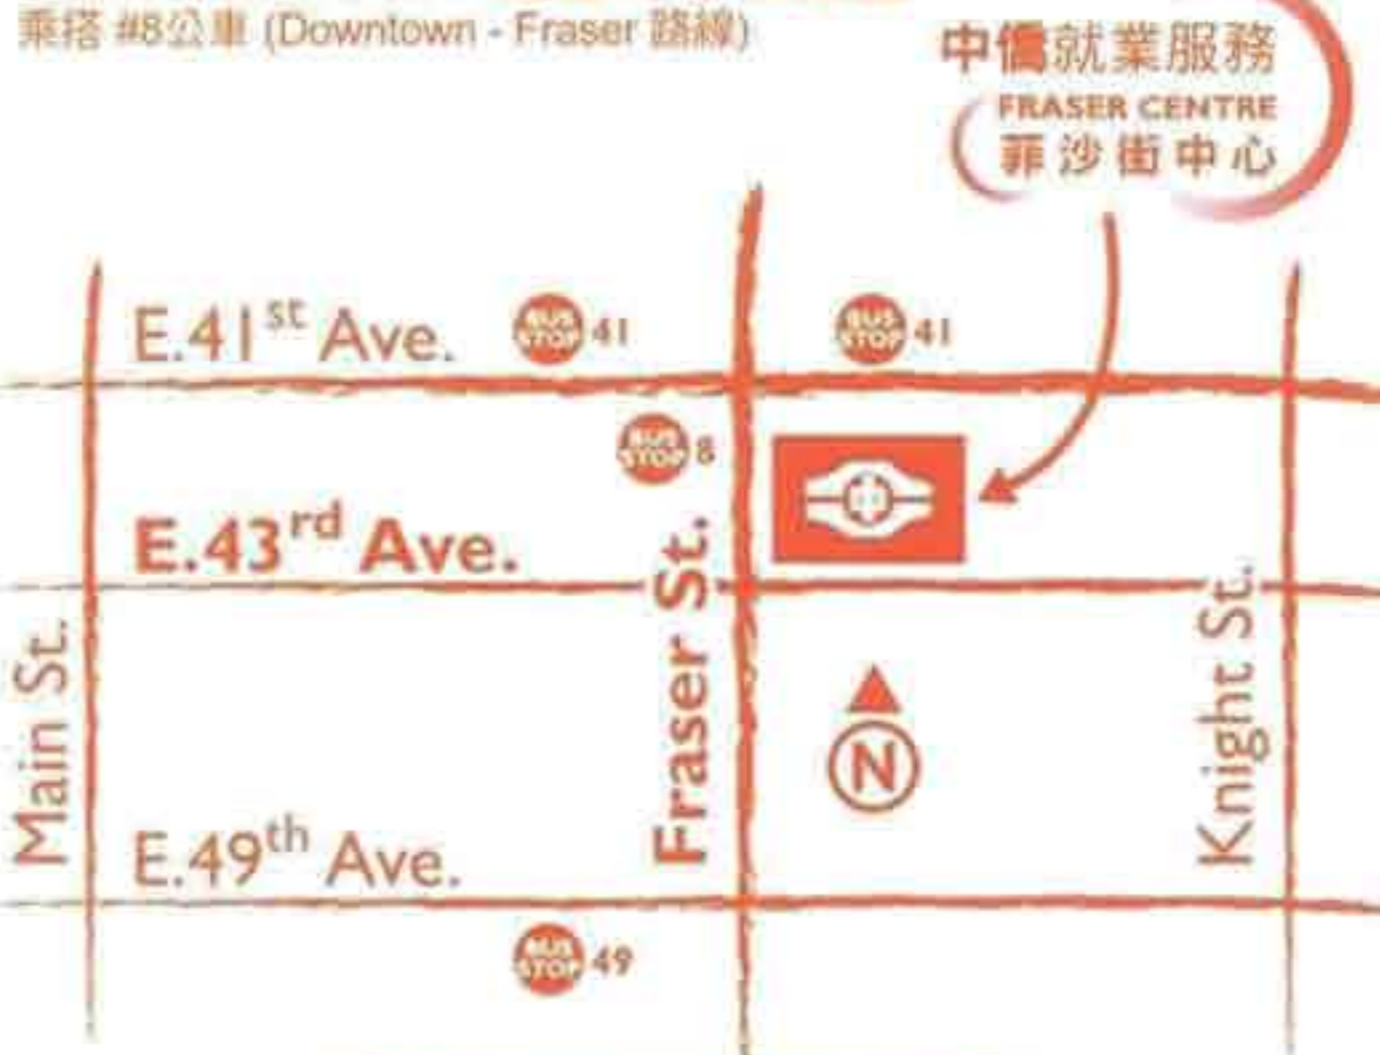 乘搭 #8公車 (Downtown - Fraser 路線)
中僑就業服務
FRASER CENTRE
菲沙街中心
E.41st Ave.
BUS STOP 41
BUS STOP 41
BUS STOP 8
E.43rd Ave.
Main St.
Fraser St.
Knight St.
N
E.49th Ave.
BUS STOP 49